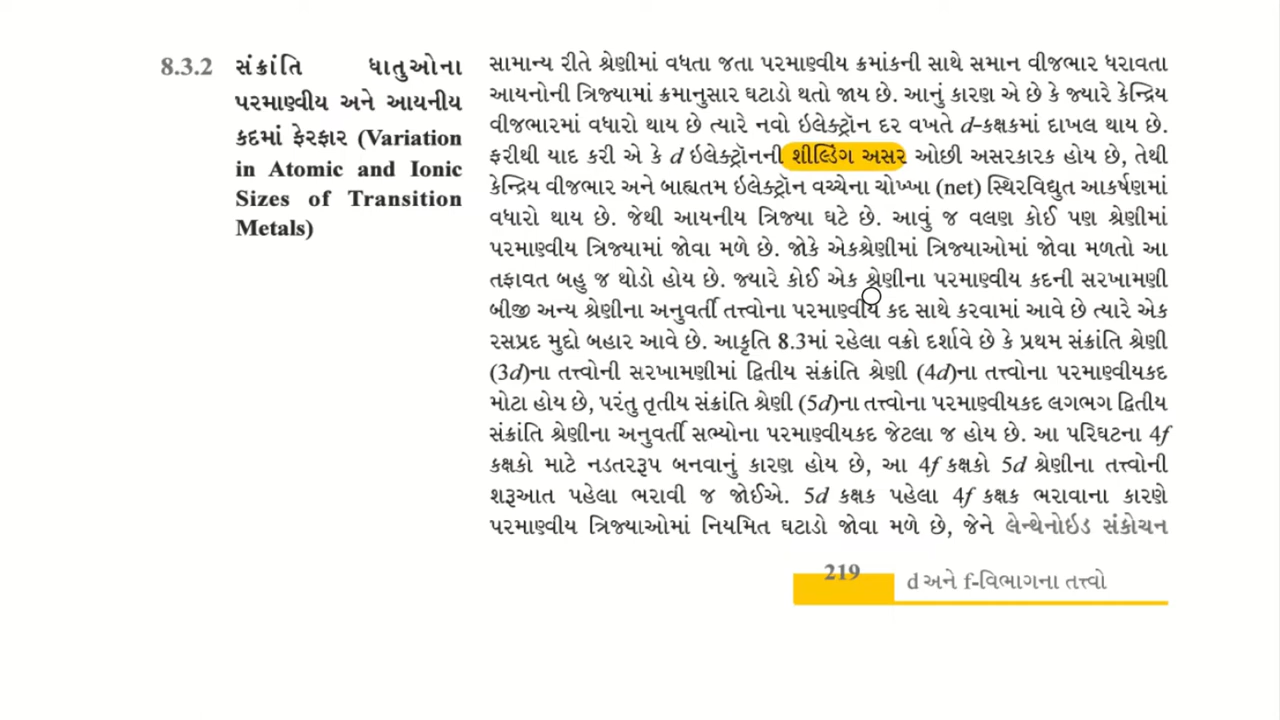 8.3.2 સંક્રાંતિ ધાતુઓના
પરમાણ્વીય અને આયનીય
કદમાં ફેરફાર (Variation
in Atomic and Ionic
Sizes of Transition
Metals)
સામાન્ય રીતે શ્રેણીમાં વધતા જતા પરમાણ્વીય ક્રમાંકની સાથે સમાન વીજભાર ધરાવતા
આયનોની ત્રિજ્યામાં ક્રમાનુસાર ઘટાડો થતો જાય છે. આનું કારણ એ છે કે જ્યારે કેન્દ્રિય
વીજભારમાં વધારો થાય છે ત્યારે નવો ઇલેક્ટ્રૉન દર વખતે d-કક્ષકમાં દાખલ થાય છે.
ફરીથી યાદ કરી એ કે d ઇલેક્ટ્રૉનની શીલ્ડિંગ અસર ઓછી અસરકારક હોય છે, તેથી
કેન્દ્રિય વીજભાર અને બાહ્યતમ ઇલેક્ટ્રૉન વચ્ચેના ચોખ્ખા (net) સ્થિરવિદ્યુત આકર્ષણમાં
વધારો થાય છે. જેથી આયનીય ત્રિજ્યા ઘટે છે. આવું જ વલણ કોઈ પણ શ્રેણીમાં
પરમાણ્વીય ત્રિજ્યામાં જોવા મળે છે. જોકે એકશ્રેણીમાં ત્રિજ્યાઓમાં જોવા મળતો આ
તફાવત બહુ જ થોડો હોય છે. જ્યારે કોઈ એક શ્રેણીના પરમાણ્વીય કદની સરખામણી
બીજી અન્ય શ્રેણીના અનુવર્તી તત્ત્વોના પરમાણ્વીય કદ સાથે કરવામાં આવે છે ત્યારે એક
રસપ્રદ મુદ્દો બહાર આવે છે. આકૃતિ 8.3માં રહેલા વક્રો દર્શાવે છે કે પ્રથમ સંક્રાંતિ શ્રેણી
(3d)ના તત્ત્વોની સરખામણીમાં દ્વિતીય સંક્રાંતિ શ્રેણી (4d)ના તત્ત્વોના પરમાણ્વીયકદ
મોટા હોય છે, પરંતુ તૃતીય સંક્રાંતિ શ્રેણી (5d)ના તત્ત્વોના પરમાણ્વીયકદ લગભગ દ્વિતીય
સંક્રાંતિ શ્રેણીના અનુવર્તી સભ્યોના પરમાણ્વીયકદ જેટલા જ હોય છે. આ પરિઘટના 4f
કક્ષકો માટે નડતરરૂપ બનવાનું કારણ હોય છે, આ 4f કક્ષકો 5d શ્રેણીના તત્ત્વોની
શરૂઆત પહેલા ભરાવી જ જોઈએ. 5d કક્ષક પહેલા 4f કક્ષક ભરાવાના કારણે
પરમાણ્વીય ત્રિજ્યાઓમાં નિયમિત ઘટાડો જોવા મળે છે, જેને લેન્થેનોઇડ સંકોચન
219 d અને f-વિભાગના તત્ત્વો